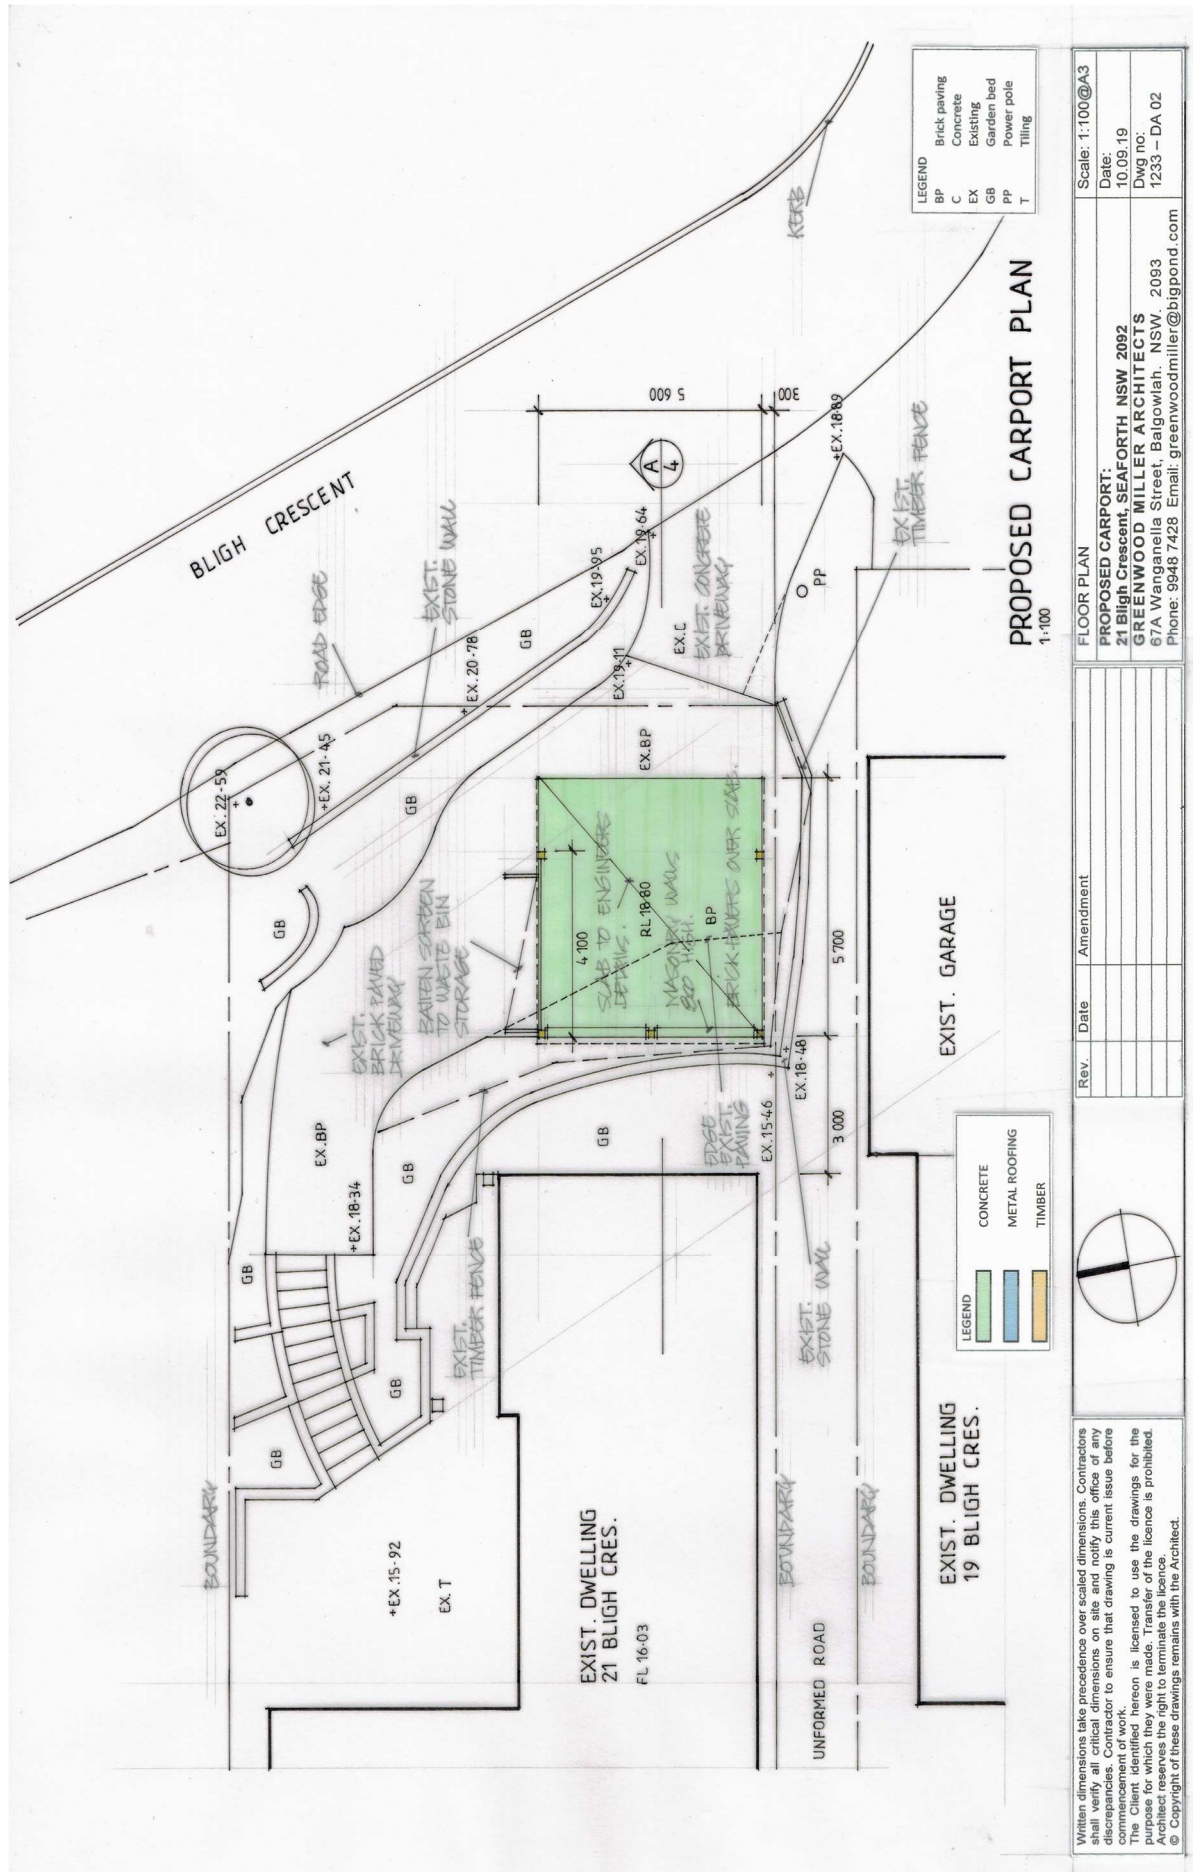 BLIGH CRESCENT
ROAD EDGE
EXIST.
STONE WALL
KERB
LEGEND
BP Brick paving
C Concrete
EX Existing
GB Garden bed
PP Power pole
T Tiling
EX. 22-59
+EX. 21-45
+EX. 20-78
EX.19-95
EX.19-64
EX.19-11
+EX.18-89
GB
GB
GB
EX.C
EXIST. CONCRETE
DRIVEWAY
A
4
5 600
300
PP
EXIST.
TIMBER FENCE
EX.BP
EXIST.
BRICK PAVED
DRIVEWAY
BATTEN SCREEN
TO WASTE BIN
STORAGE
4 100
SLAB TO ENGINEERS
DETAILS.
RL18-80
MASONRY WALLS
800 HIGH.
BP
BRICK PAVERS OVER SLAB.
5 700
3 000
EX.BP
+EX.18-34
GB
GB
GB
GB
GB
EDGE
EXIST.
PAVING
EX.15-46
EX.18-48
EXIST.
TIMBER FENCE
EXIST.
STONE WALL
BOUNDARY
+EX.15-92
EX. T
EXIST. DWELLING
21 BLIGH CRES.
FL 16-03
BOUNDARY
UNFORMED ROAD
BOUNDARY
EXIST. GARAGE
EXIST. DWELLING
19 BLIGH CRES.
LEGEND
CONCRETE
METAL ROOFING
TIMBER
PROPOSED CARPORT PLAN
1:100
Written dimensions take precedence over scaled dimensions. Contractors
shall verify all critical dimensions on site and notify this office of any
discrepancies. Contractor to ensure that drawing is current issue before
commencement of work.
The Client identified hereon is licensed to use the drawings for the
purpose for which they were made. Transfer of the licence is prohibited.
Architect reserves the right to terminate the licence.
© Copyright of these drawings remains with the Architect.
Rev. Date Amendment
FLOOR PLAN
PROPOSED CARPORT:
21 Bligh Crescent, SEAFORTH NSW 2092
GREENWOOD MILLER ARCHITECTS
67A Wanganella Street, Balgowlah. NSW. 2093
Phone: 9948 7428 Email: greenwoodmiller@bigpond.com
Scale: 1:100@A3
Date:
10.09.19
Dwg no:
1233 – DA 02